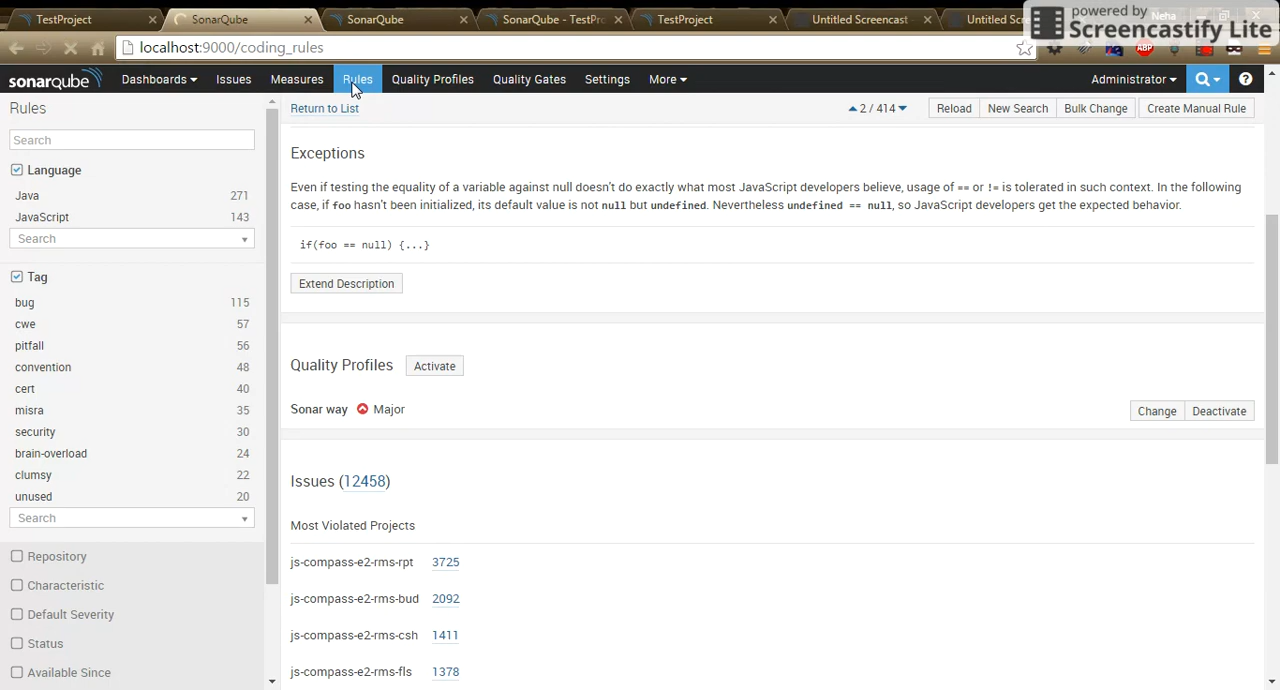 TestProject
SonarQube
SonarQube
SonarQube - TestPro
TestProject
Untitled Screencast
Untitled Scre
Neha
powered by
Screencastify Lite
localhost:9000/coding_rules
ABP
sonarqube
Dashboards
Issues
Measures
Rules
Quality Profiles
Quality Gates
Settings
More
Administrator
?
Rules
Return to List
2 / 414
Reload
New Search
Bulk Change
Create Manual Rule
Search
Language
Java 271
JavaScript 143
Search
Tag
bug 115
cwe 57
pitfall 56
convention 48
cert 40
misra 35
security 30
brain-overload 24
clumsy 22
unused 20
Search
Repository
Characteristic
Default Severity
Status
Available Since
Exceptions
Even if testing the equality of a variable against null doesn't do exactly what most JavaScript developers believe, usage of == or != is tolerated in such context. In the following
case, if foo hasn't been initialized, its default value is not null but undefined. Nevertheless undefined == null, so JavaScript developers get the expected behavior.
if(foo == null) {...}
Extend Description
Quality Profiles
Activate
Sonar way Major
Change
Deactivate
Issues (12458)
Most Violated Projects
js-compass-e2-rms-rpt 3725
js-compass-e2-rms-bud 2092
js-compass-e2-rms-csh 1411
js-compass-e2-rms-fls 1378